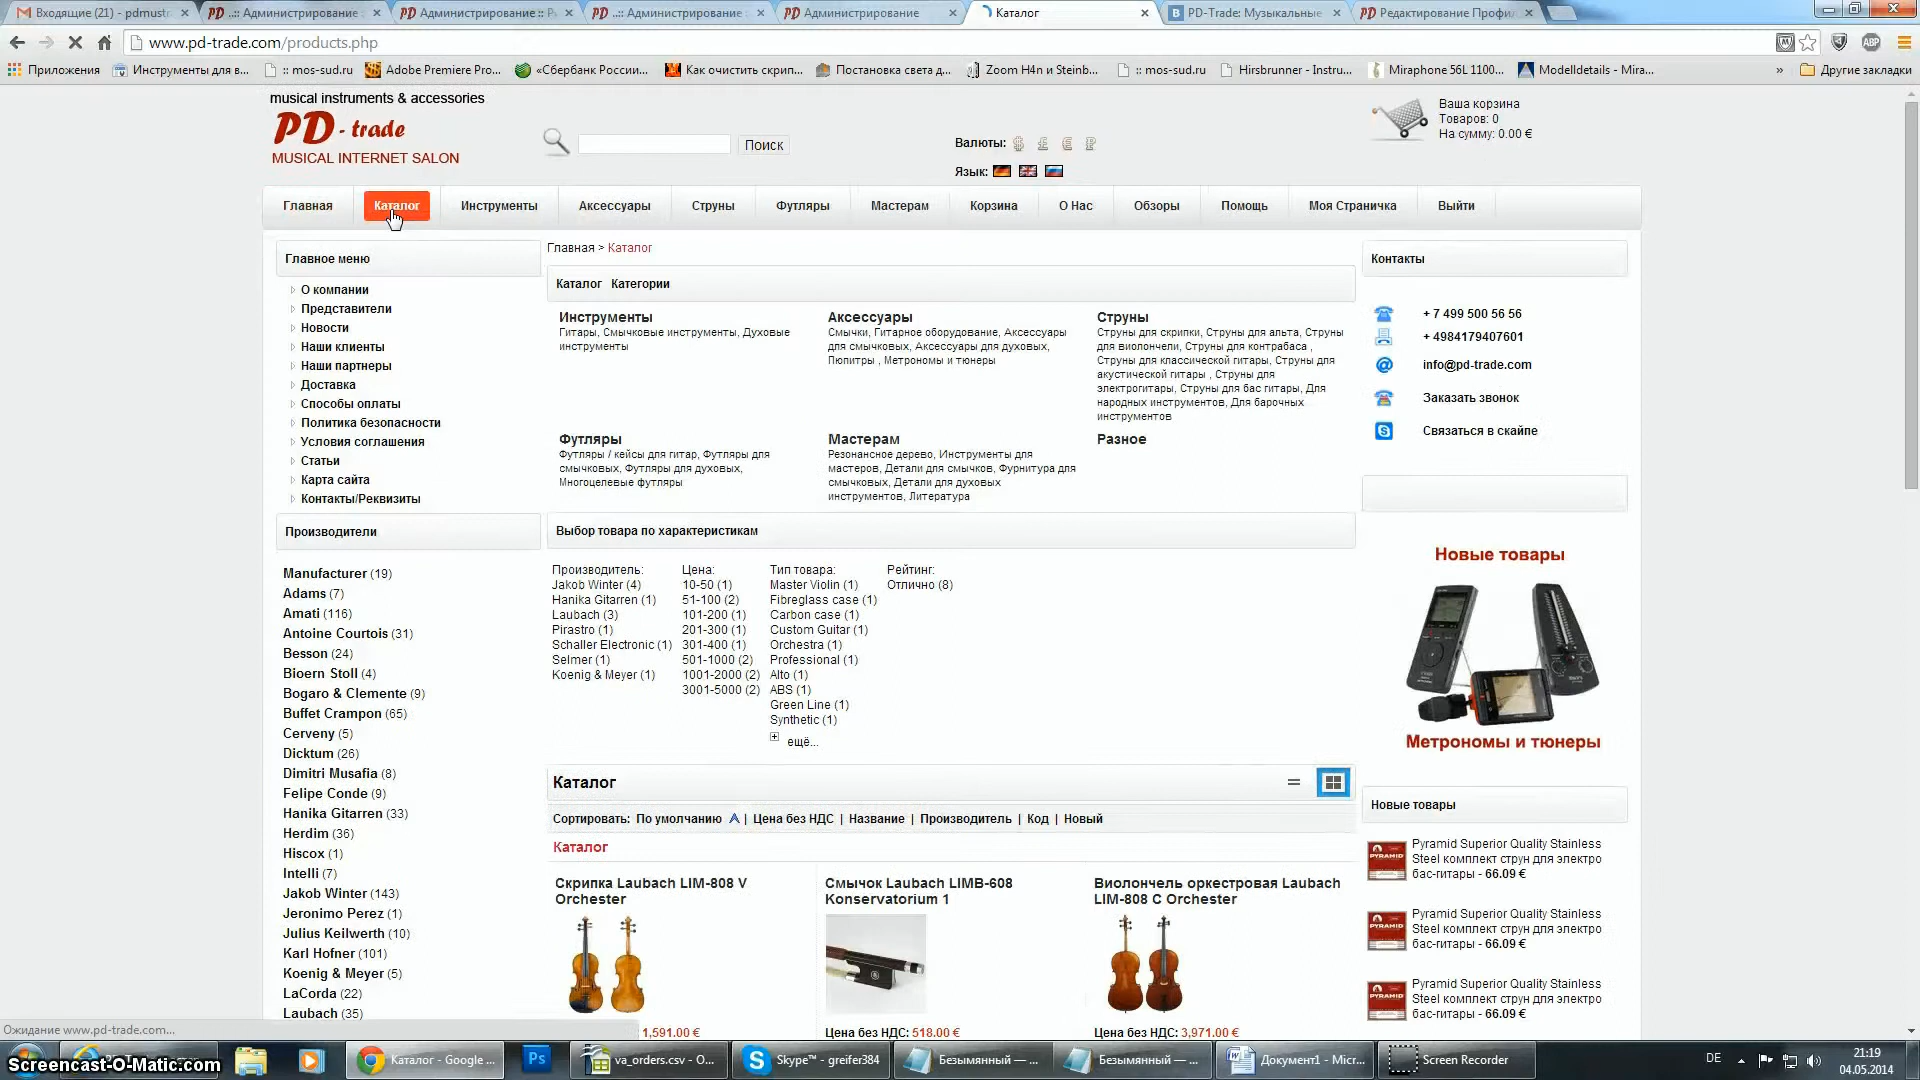 Входящие (21) - pdmust
..:: Администрирование
Администрирование :: P
..:: Администрирование
Администрирование
Каталог
PD-Trade: Музыкальные
Редактирование Профи
www.pd-trade.com/products.php
Приложения
Инструменты для в...
:: mos-sud.ru
Adobe Premiere Pro...
«Сбербанк России...
Как очистить скрип...
Постановка света д...
Zoom H4n и Steinb...
:: mos-sud.ru
Hirsbrunner - Instru...
Miraphone 56L 1100...
Modelldetails - Mira...
»
Другие закладки
musical instruments & accessories
PD - trade
MUSICAL INTERNET SALON
Поиск
Валюты: $ £ € ₽
Язык:
Ваша корзина
Товаров: 0
На сумму: 0.00 €
Главная
Каталог
Инструменты
Аксессуары
Струны
Футляры
Мастерам
Корзина
О Нас
Обзоры
Помощь
Моя Страничка
Выйти
Главное меню
О компании
Представители
Новости
Наши клиенты
Наши партнеры
Доставка
Способы оплаты
Политика безопасности
Условия соглашения
Статьи
Карта сайта
Контакты/Реквизиты
Производители
Manufacturer (19)
Adams (7)
Amati (116)
Antoine Courtois (31)
Besson (24)
Bioern Stoll (4)
Bogaro & Clemente (9)
Buffet Crampon (65)
Cerveny (5)
Dicktum (26)
Dimitri Musafia (8)
Felipe Conde (9)
Hanika Gitarren (33)
Herdim (36)
Hiscox (1)
Intelli (7)
Jakob Winter (143)
Jeronimo Perez (1)
Julius Keilwerth (10)
Karl Hofner (101)
Koenig & Meyer (5)
LaCorda (22)
Laubach (35)
Главная > Каталог
Каталог Категории
Инструменты
Гитары, Смычковые инструменты, Духовые
инструменты
Аксессуары
Смычки, Гитарное оборудование, Аксессуары
для смычковых, Аксессуары для духовых,
Пюпитры , Метрономы и тюнеры
Струны
Струны для скрипки, Струны для альта, Струны
для виолончели, Струны для контрабаса ,
Струны для классической гитары, Струны для
акустической гитары , Струны для
электрогитары, Струны для бас гитары, Для
народных инструментов, Для барочных
инструментов
Футляры
Футляры / кейсы для гитар, Футляры для
смычковых, Футляры для духовых,
Многоцелевые футляры
Мастерам
Резонансное дерево, Инструменты для
мастеров, Детали для смычков, Фурнитура для
смычковых, Детали для духовых
инструментов, Литература
Разное
Выбор товара по характеристикам
Производитель:
Jakob Winter (4)
Hanika Gitarren (1)
Laubach (3)
Pirastro (1)
Schaller Electronic (1)
Selmer (1)
Koenig & Meyer (1)
Цена:
10-50 (1)
51-100 (2)
101-200 (1)
201-300 (1)
301-400 (1)
501-1000 (2)
1001-2000 (2)
3001-5000 (2)
Тип товара:
Master Violin (1)
Fibreglass case (1)
Carbon case (1)
Custom Guitar (1)
Orchestra (1)
Professional (1)
Alto (1)
ABS (1)
Green Line (1)
Synthetic (1)
ещё...
Рейтинг:
Отлично (8)
Каталог
Сортировать: По умолчанию | Цена без НДС | Название | Производитель | Код | Новый
Каталог
Скрипка Laubach LIM-808 V
Orchester
1,591.00 €
Смычок Laubach LIMB-608
Konservatorium 1
Цена без НДС: 518.00 €
Виолончель оркестровая Laubach
LIM-808 C Orchester
Цена без НДС: 3,971.00 €
Контакты
+ 7 499 500 56 56
+ 4984179407601
info@pd-trade.com
Заказать звонок
Связаться в скайпе
Новые товары
Метрономы и тюнеры
Новые товары
PYRAMID
Pyramid Superior Quality Stainless
Steel комплект струн для электро
бас-гитары - 66.09 €
PYRAMID
Pyramid Superior Quality Stainless
Steel комплект струн для электро
бас-гитары - 66.09 €
PYRAMID
Pyramid Superior Quality Stainless
Steel комплект струн для электро
бас-гитары - 66.09 €
Ожидание www.pd-trade.com...
Screencast-O-Matic.com
Каталог - Google ...
Ps
va_orders.csv - O...
Skype™ - greifer384
Безымянный — ...
Безымянный — ...
Документ1 - Micr...
Screen Recorder
DE
21:19
04.05.2014